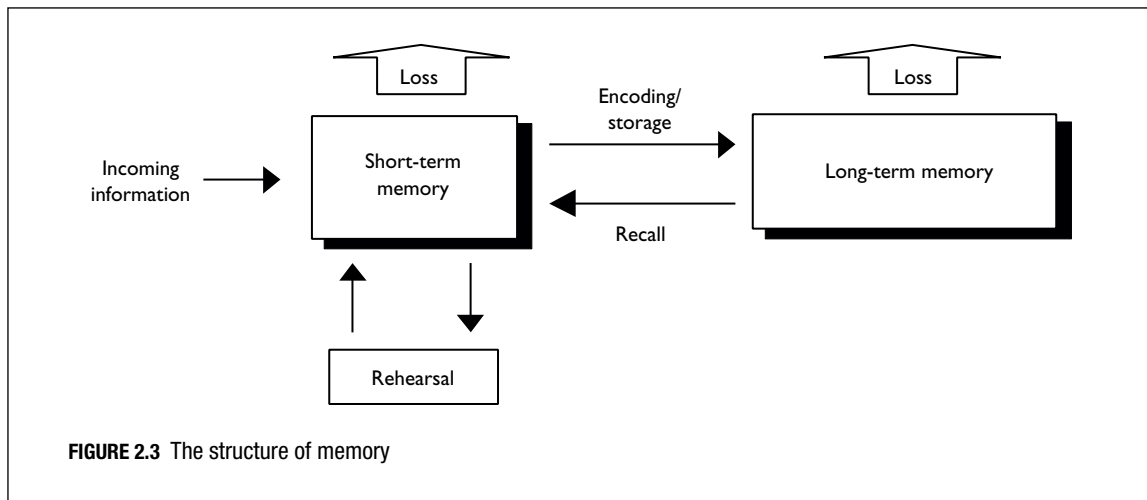 Loss
Loss
Encoding/
storage
Incoming
information
Short-term
memory
Long-term memory
Recall
Rehearsal
FIGURE 2.3 The structure of memory